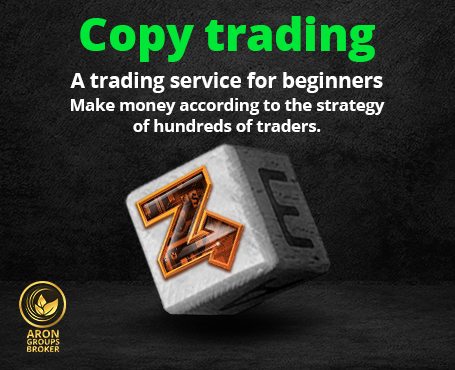 Copy trading
A trading service for beginners
Make money according to the strategy
of hundreds of traders.
Z
E
ARON
GROUPS
BROKER